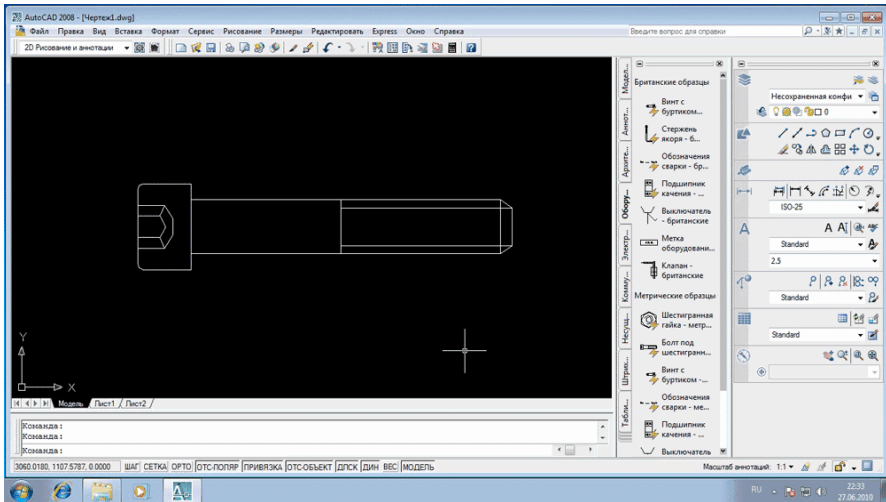 AutoCAD 2008 - [Чертеж1.dwg]
Файл Правка Вид Вставка Формат Сервис Рисование Размеры Редактировать Express Окно Справка
Введите вопрос для справки
2D Рисование и аннотации
Модел...
Аннот...
Архите...
Обору...
Электр...
Комму...
Несущ...
Штрих...
Табли...
Британские образцы
Винт с
буртиком...
Стержень
якоря - б...
Обозначения
сварки - бр...
Подшипник
качения - ...
Выключатель
- британские
Метка
оборудовани...
Клапан -
британские
Метрические образцы
Шестигранная
гайка - метр...
Болт под
шестигранн...
Винт с
буртиком -...
Обозначения
сварки - ме...
Подшипник
качения - ...
Выключатель
Несохраненная конфи
0
ISO-25
Standard
2.5
Standard
Standard
Y
X
Модель Лист1 Лист2
Команда:
Команда:
Команда:
3060.0180, 1107.5787, 0.0000 ШАГ СЕТКА ОРТО ОТС-ПОЛЯР ПРИВЯЗКА ОТС-ОБЪЕКТ ДПСК ДИН ВЕС МОДЕЛЬ
Масштаб аннотаций: 1:1
RU
22:33
27.06.2010